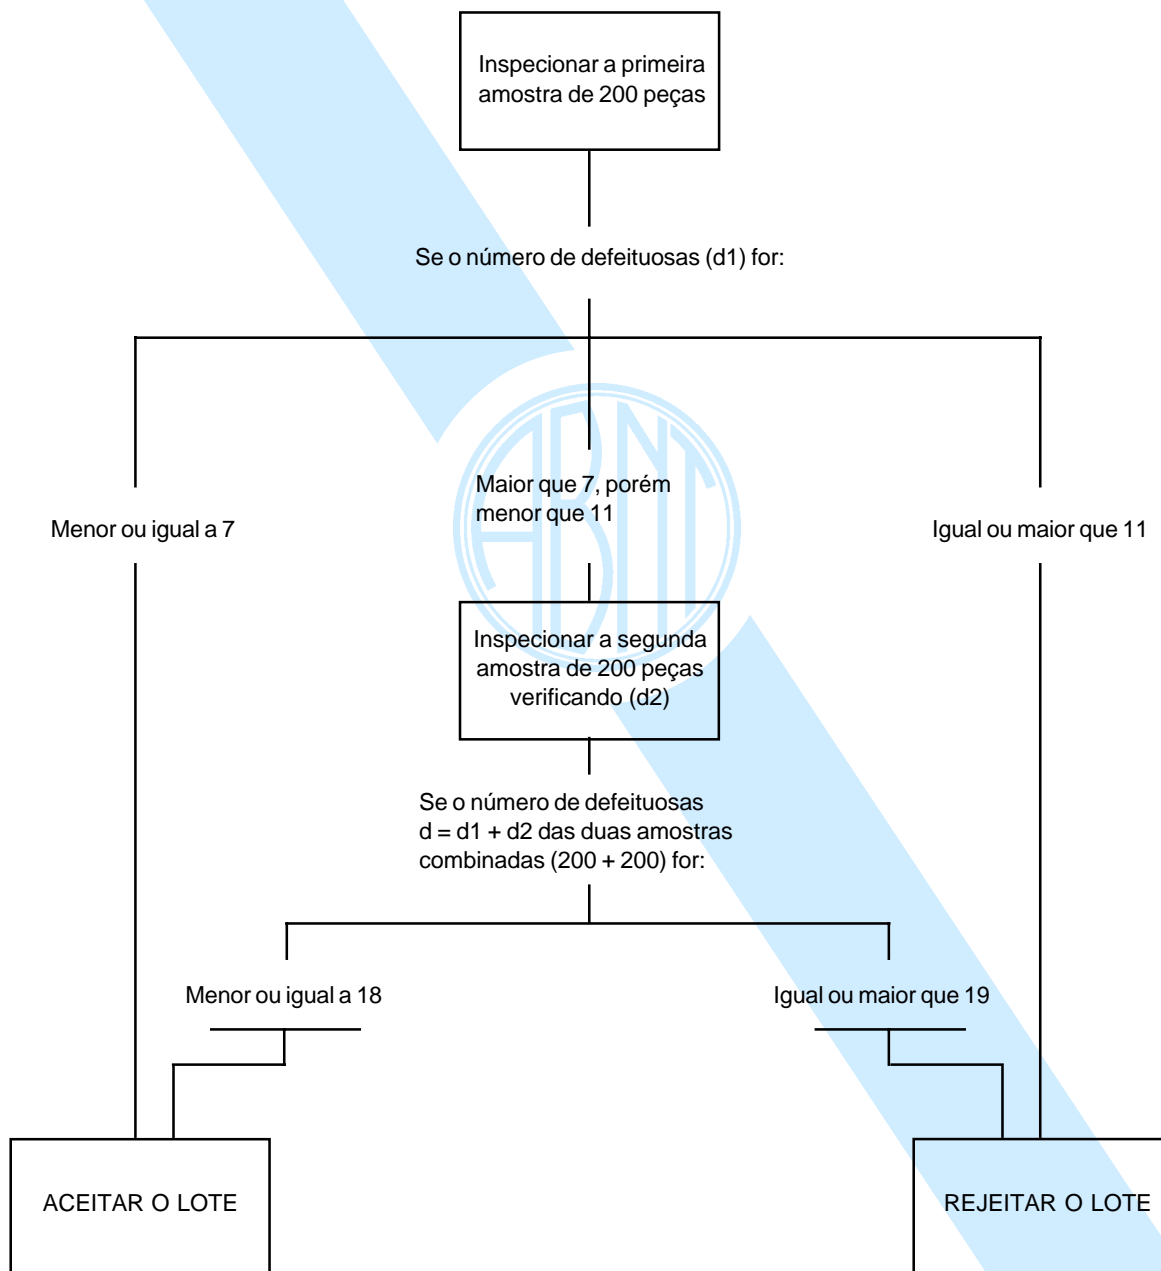 Inspecionar a primeira
amostra de 200 peças
Se o número de defeituosas (d1) for:
Menor ou igual a 7
Maior que 7, porém
menor que 11
Igual ou maior que 11
ABNT
Inspecionar a segunda
amostra de 200 peças
verificando (d2)
Se o número de defeituosas
d = d1 + d2 das duas amostras
combinadas (200 + 200) for:
Menor ou igual a 18
Igual ou maior que 19
ACEITAR O LOTE
REJEITAR O LOTE